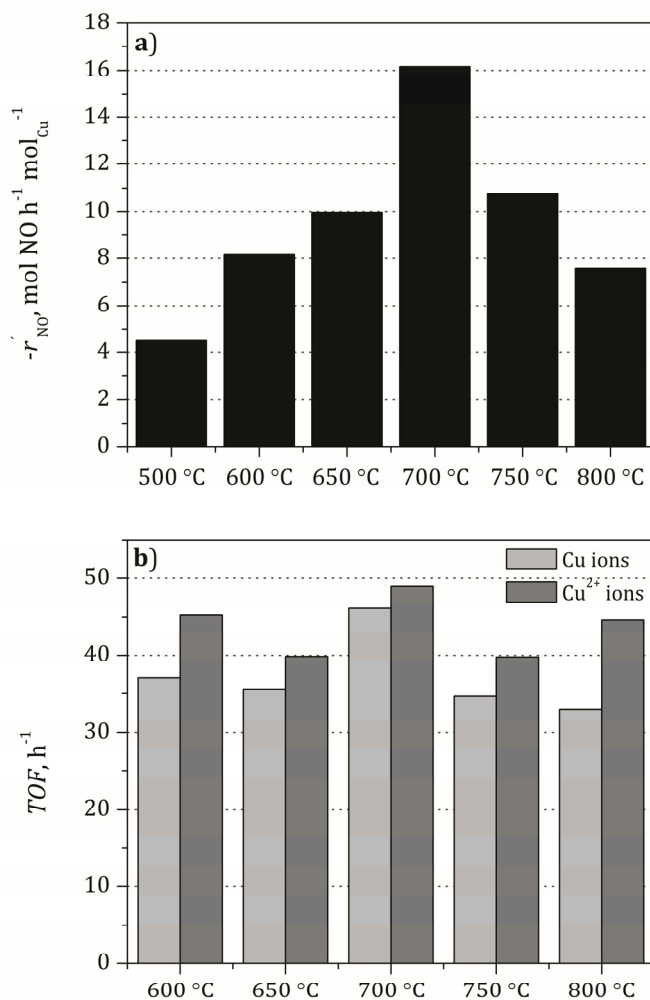 a)
-r´NO, mol NO h-1 molCu-1
18
16
14
12
10
8
6
4
2
0
500 °C 600 °C 650 °C 700 °C 750 °C 800 °C
b)
Cu ions
Cu2+ ions
TOF, h-1
50
40
30
20
10
0
600 °C 650 °C 700 °C 750 °C 800 °C